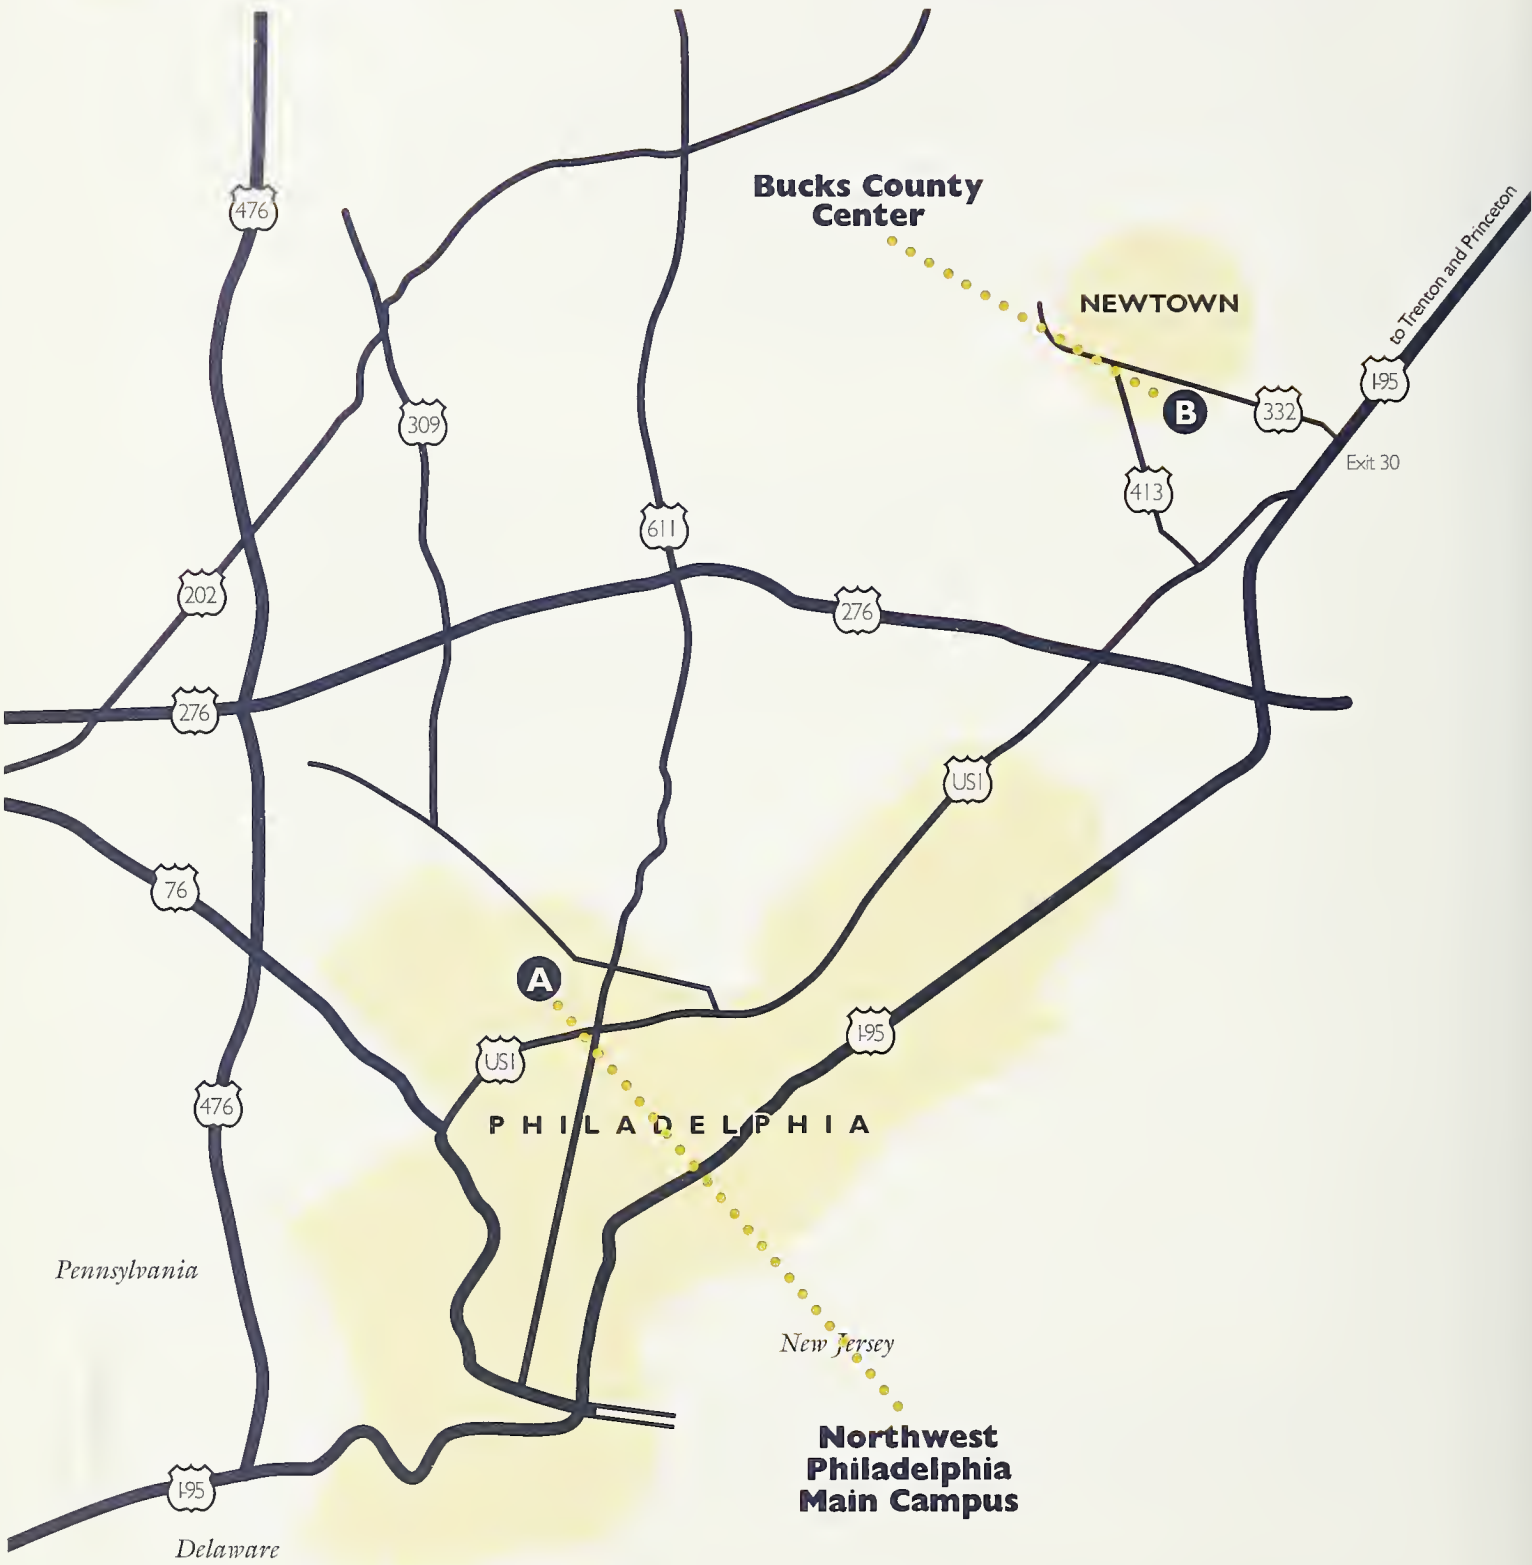 476
Bucks County
Center
to Trenton and Princeton
NEWTOWN
I-95
332
B
309
Exit 30
413
611
202
276
276
US1
76
A
I-95
US1
476
PHILADELPHIA
Pennsylvania
New Jersey
Northwest
Philadelphia
Main Campus
I-95
Delaware